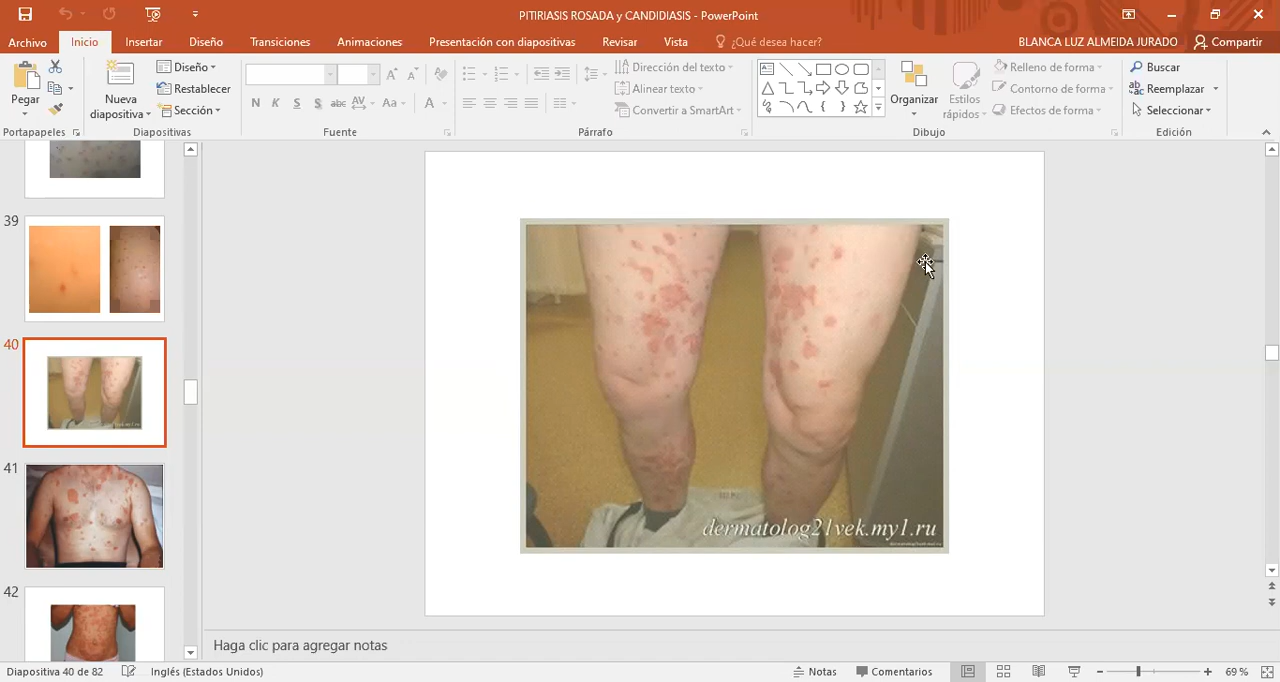 PITIRIASIS ROSADA y CANDIDIASIS - PowerPoint
Archivo Inicio Insertar Diseño Transiciones Animaciones Presentación con diapositivas Revisar Vista ¿Qué desea hacer? BLANCA LUZ ALMEIDA JURADO Compartir
Pegar
Nueva diapositiva
Diseño
Restablecer
Sección
N K S S abc AV Aa A
Dirección del texto
Alinear texto
Convertir a SmartArt
Organizar
Estilos rápidos
Relleno de forma
Contorno de forma
Efectos de forma
Buscar
Reemplazar
Seleccionar
Portapapeles Diapositivas Fuente Párrafo Dibujo Edición
39
40
41
42
dermatolog21vek.my1.ru
Haga clic para agregar notas
Diapositiva 40 de 82 Inglés (Estados Unidos) Notas Comentarios 69 %